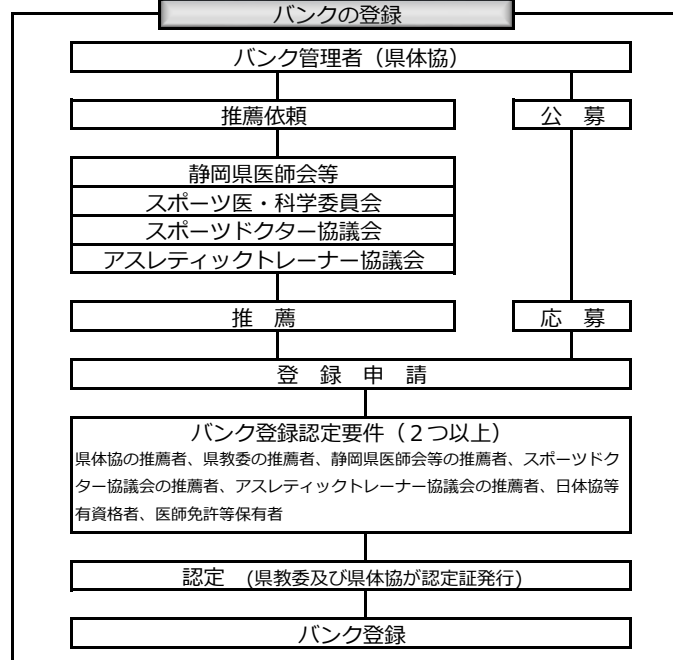 バンクの登録
バンク管理者（県体協）
推薦依頼
公　募
静岡県医師会等
スポーツ医・科学委員会
スポーツドクター協議会
アスレティックトレーナー協議会
推　薦
応　募
登　録　申　請
バンク登録認定要件（２つ以上）
県体協の推薦者、県教委の推薦者、静岡県医師会等の推薦者、スポーツドク
ター協議会の推薦者、アスレティックトレーナー協議会の推薦者、日体協等
有資格者、医師免許等保有者
認定　(県教委及び県体協が認定証発行)
バンク登録